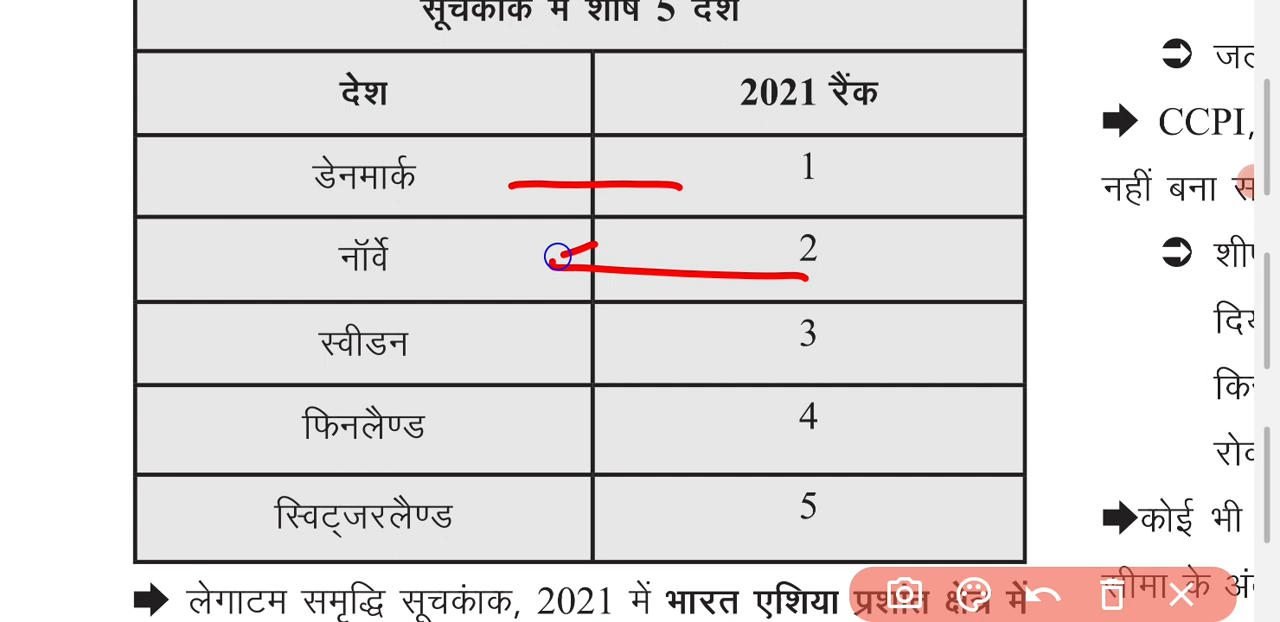 सूचकांक में शीर्ष 5 देश
देश 2021 रैंक
डेनमार्क 1
नॉर्वे 2
स्वीडन 3
फिनलैण्ड 4
स्विट्जरलैण्ड 5
लेगाटम समृद्धि सूचकांक, 2021 में भारत एशिया प्रशांत क्षेत्र में
CCPI,
नहीं बना
कोई भी
सीमा के